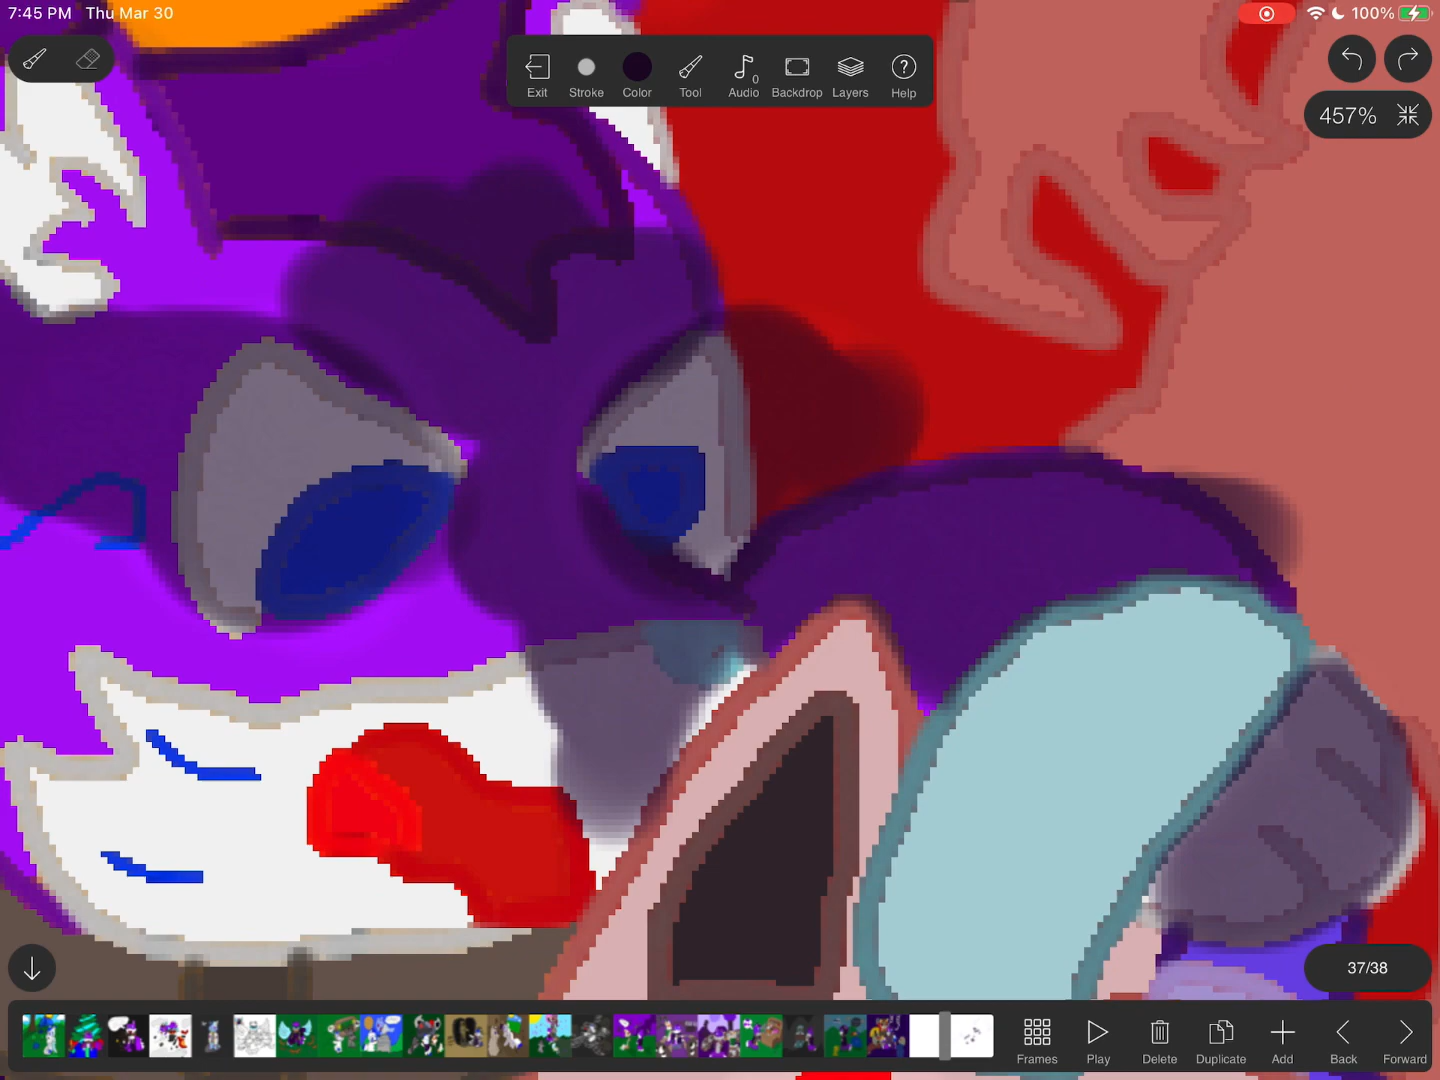 7:45 PM Thu Mar 30
100%
Exit
Stroke
Color
Tool
0
Audio
Backdrop
Layers
?
Help
457%
37/38
Frames
Play
Delete
Duplicate
Add
Back
Forward